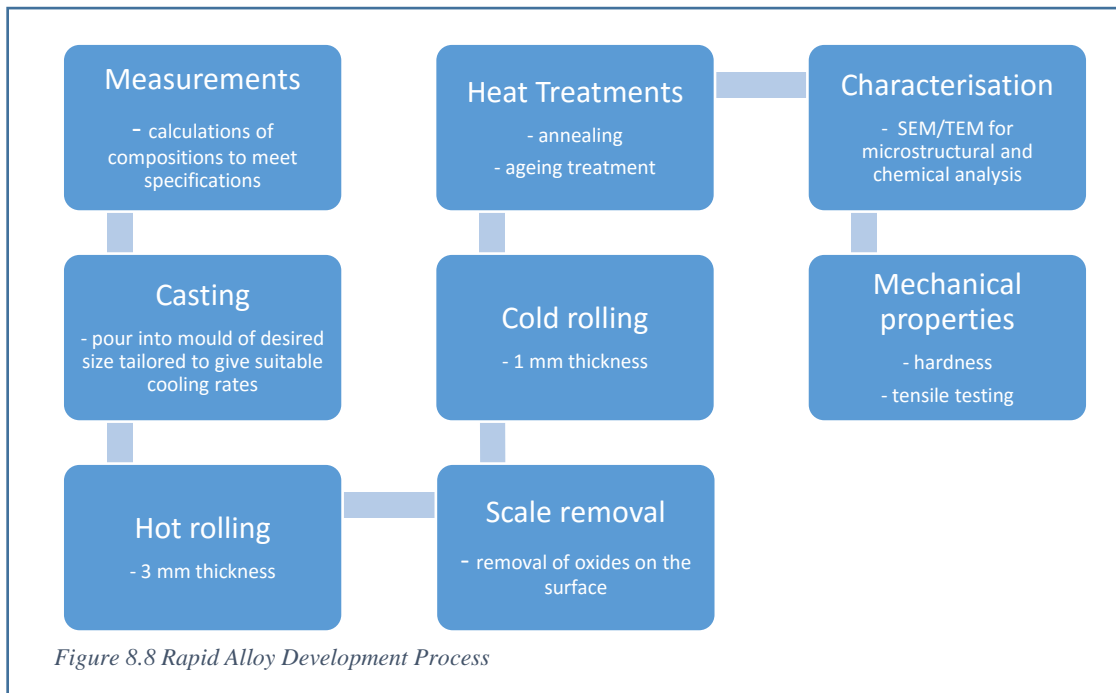 Measurements
- calculations of
compositions to meet
specifications
Casting
- pour into mould of desired
size tailored to give suitable
cooling rates
Hot rolling
- 3 mm thickness
Scale removal
- removal of oxides on the
surface
Cold rolling
- 1 mm thickness
Heat Treatments
- annealing
- ageing treatment
Characterisation
- SEM/TEM for
microstructural and
chemical analysis
Mechanical
properties
- hardness
- tensile testing
Figure 8.8 Rapid Alloy Development Process